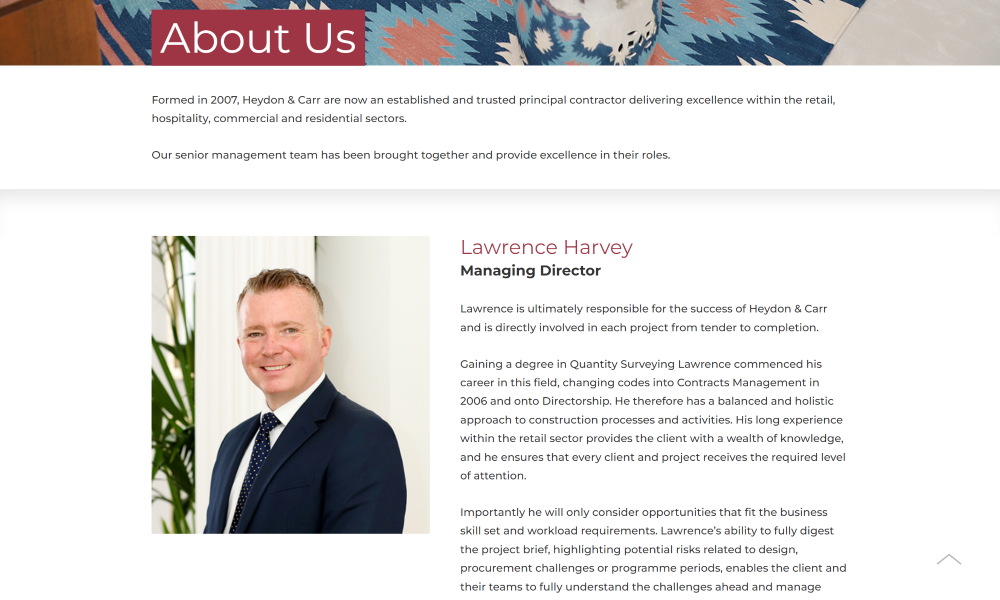 About Us
Formed in 2007, Heydon & Carr are now an established and trusted principal contractor delivering excellence within the retail,
hospitality, commercial and residential sectors.
Our senior management team has been brought together and provide excellence in their roles.
Lawrence Harvey
Managing Director
Lawrence is ultimately responsible for the success of Heydon & Carr
and is directly involved in each project from tender to completion.
Gaining a degree in Quantity Surveying Lawrence commenced his
career in this field, changing codes into Contracts Management in
2006 and onto Directorship. He therefore has a balanced and holistic
approach to construction processes and activities. His long experience
within the retail sector provides the client with a wealth of knowledge,
and he ensures that every client and project receives the required level
of attention.
Importantly he will only consider opportunities that fit the business
skill set and workload requirements. Lawrence’s ability to fully digest
the project brief, highlighting potential risks related to design,
procurement challenges or programme periods, enables the client and
their teams to fully understand the challenges ahead and manage